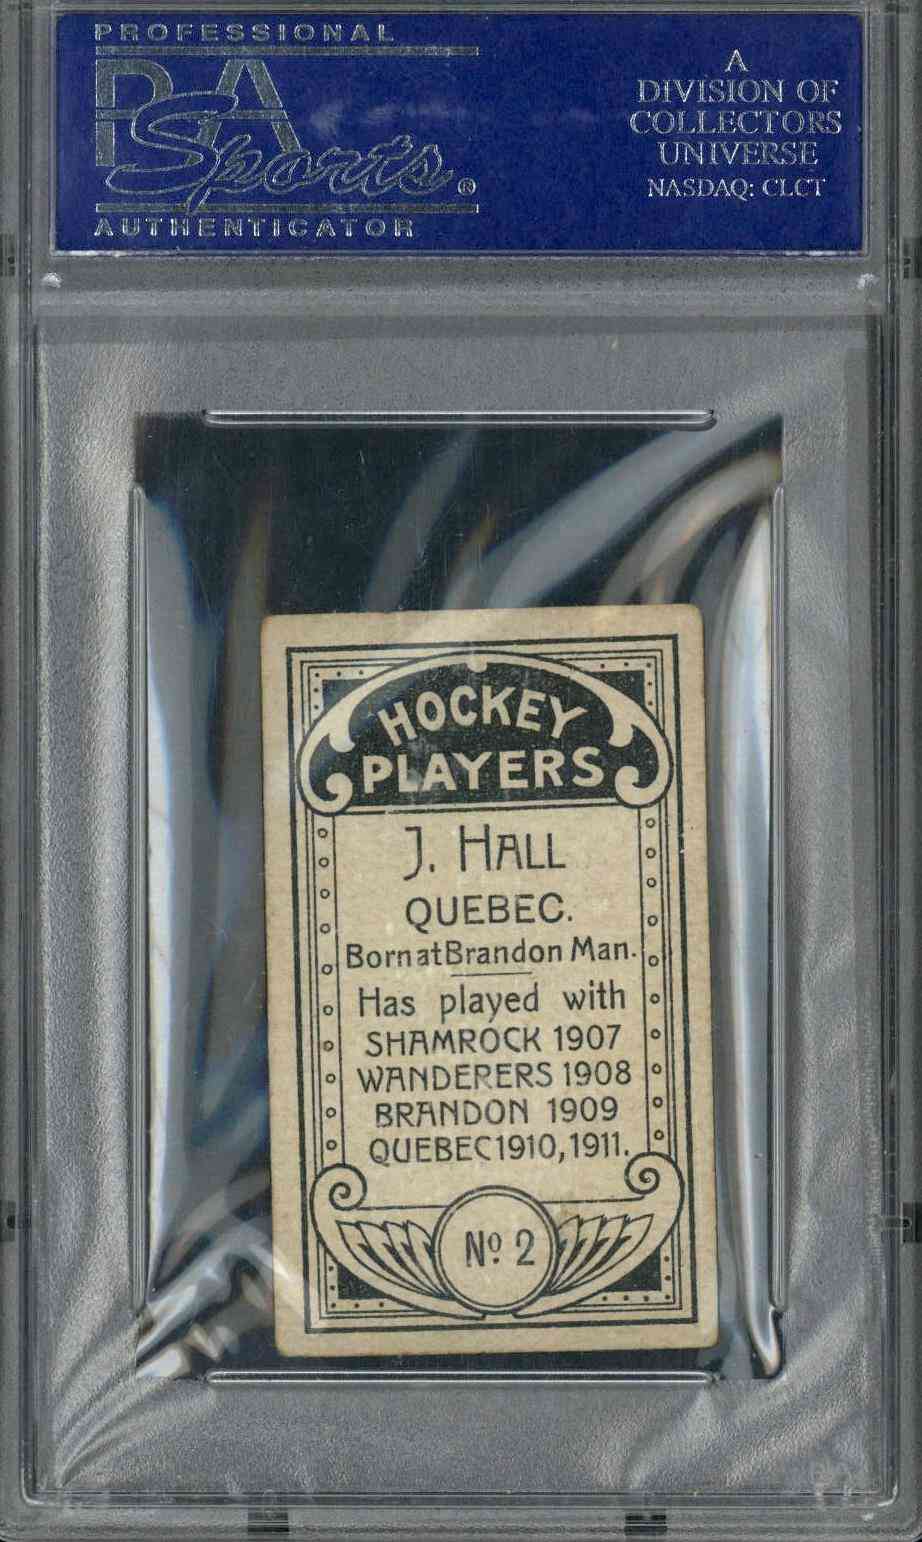 PROFESSIONAL
PSA
Sports®
AUTHENTICATOR
A
DIVISION OF
COLLECTORS
UNIVERSE
NASDAQ: CLCT
HOCKEY
PLAYERS
J. HALL
QUEBEC.
Born at Brandon Man.
Has played with
SHAMROCK 1907
WANDERERS 1908
BRANDON 1909
QUEBEC 1910, 1911.
Nº 2